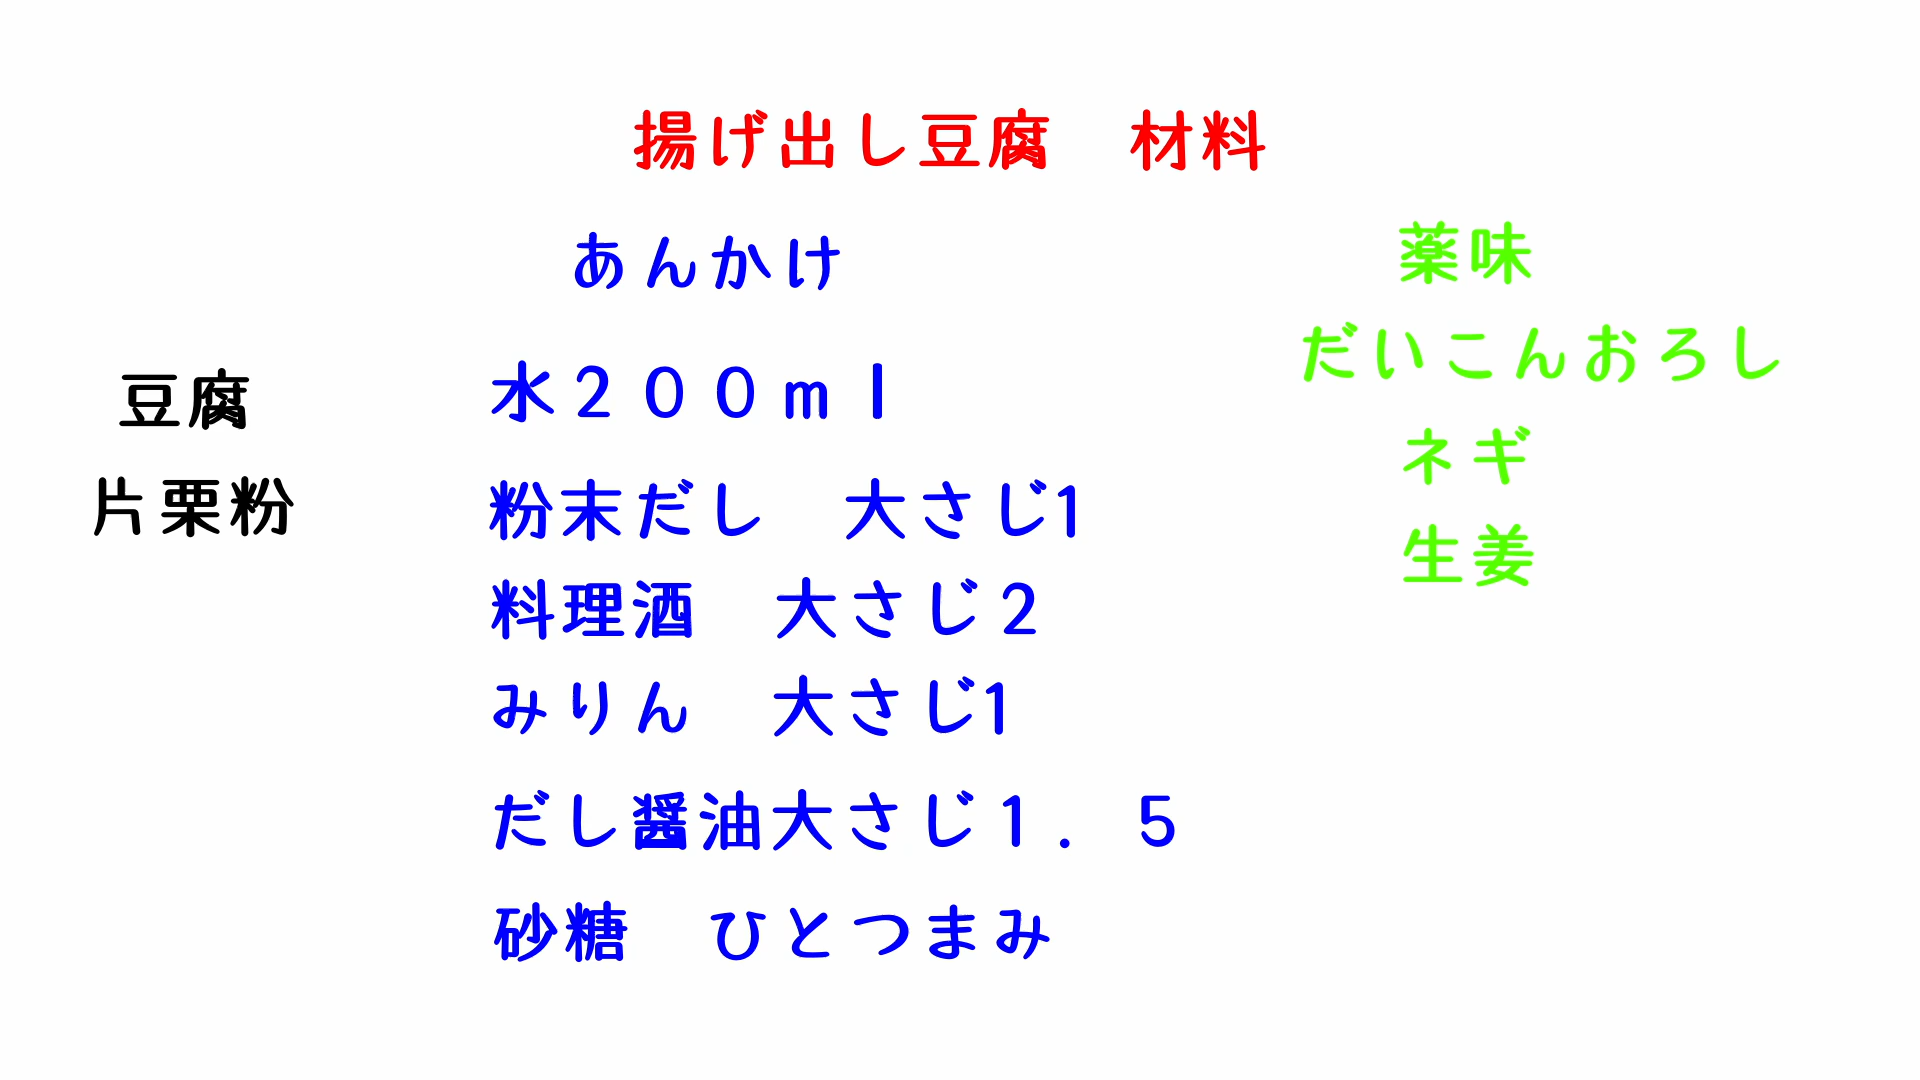 揚げ出し豆腐　材料
豆腐
片栗粉
あんかけ
水２００ｍｌ
粉末だし　大さじ1
料理酒　大さじ２
みりん　大さじ1
だし醤油大さじ１．５
砂糖　ひとつまみ
薬味
だいこんおろし
ネギ
生姜